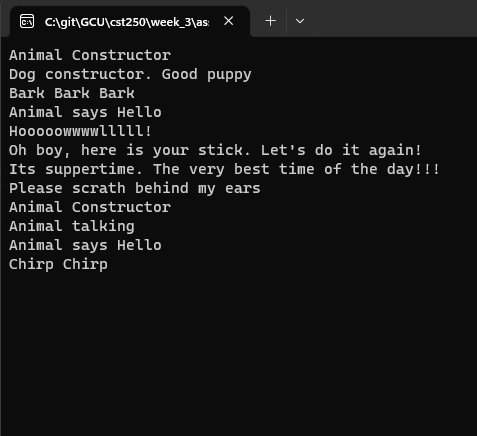 C:\git\GCU\cst250\week_3\as
Animal Constructor
Dog constructor. Good puppy
Bark Bark Bark
Animal says Hello
Hooooowwwwlllll!
Oh boy, here is your stick. Let's do it again!
Its suppertime. The very best time of the day!!!
Please scrath behind my ears
Animal Constructor
Animal talking
Animal says Hello
Chirp Chirp